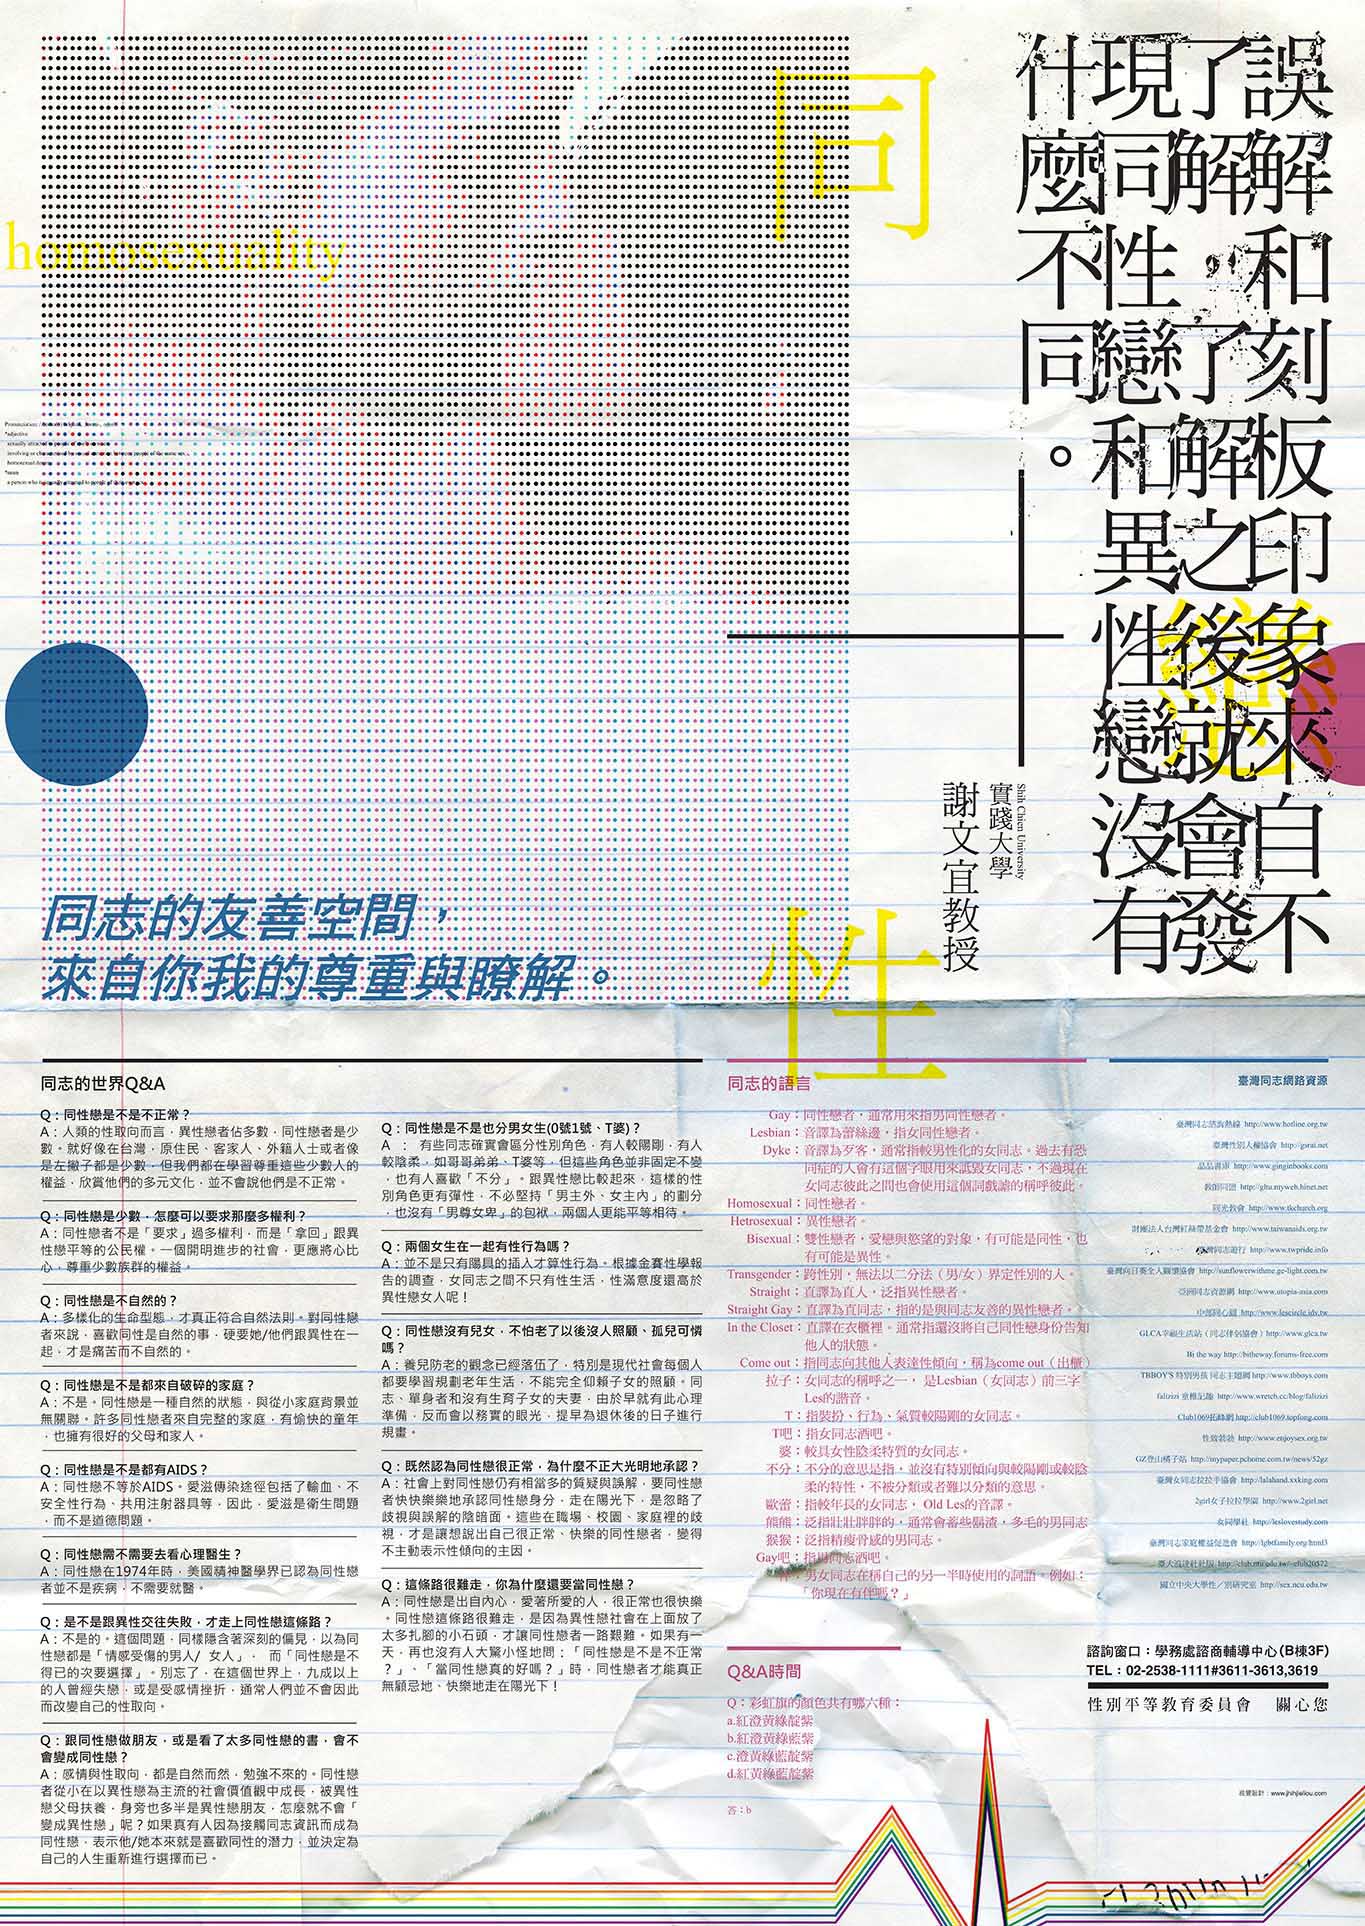 誤解和刻板印象來自不
了解，了解之後就會發
現同性戀和異性戀沒有
什麼不同。
同
性
戀
homosexuality
Shih Chien University
實踐大學
謝文宜教授
同志的友善空間，
來自你我的尊重與瞭解。
同志的世界Q&A
Q：同性戀是不是不正常？
A：人類的性取向而言，異性戀者佔多數，同性戀者是少
數。就好像在台灣，原住民、客家人、外籍人士或者像
是左撇子都是少數，但我們都在學習尊重這些少數人的
權益，欣賞他們的多元文化，並不會說他們是不正常。
Q：同性戀是少數，怎麼可以要求那麼多權利？
A：同性戀者不是「要求」過多權利，而是「拿回」跟異
性戀平等的公民權。一個開明進步的社會，更應將心比
心，尊重少數族群的權益。
Q：同性戀是不自然的？
A：多樣化的生命型態，才真正符合自然法則。對同性戀
者來說，喜歡同性是自然的事，硬要她/他們跟異性在一
起，才是痛苦而不自然的。
Q：同性戀是不是都來自破碎的家庭？
A：不是。同性戀是一種自然的狀態，與從小家庭背景並
無關聯。許多同性戀者來自完整的家庭，有愉快的童年
，也擁有很好的父母和家人。
Q：同性戀是不是都有AIDS？
A：同性戀不等於AIDS。愛滋傳染途徑包括了輸血、不
安全性行為、共用注射器具等，因此，愛滋是衛生問題
，而不是道德問題。
Q：同性戀需不需要去看心理醫生？
A：同性戀在1974年時，美國精神醫學界已認為同性戀
者並不是疾病，不需要就醫。
Q：是不是跟異性交往失敗，才走上同性戀這條路？
A：不是的。這個問題，同樣隱含著深刻的偏見，以為同
性戀都是「情感受傷的男人/ 女人」， 而「同性戀是不
得已的次要選擇」。別忘了，在這個世界上，九成以上
的人曾經失戀，或是受感情挫折，通常人們並不會因此
而改變自己的性取向。
Q：跟同性戀做朋友，或是看了太多同性戀的書，會不
會變成同性戀？
A：感情與性取向，都是自然而然，勉強不來的。同性戀
者從小在以異性戀為主流的社會價值觀中成長，被異性
戀父母扶養，身旁也多半是異性戀朋友，怎麼就不會「
變成異性戀」呢？如果真有人因為接觸同志資訊而成為
同性戀，表示他/她本來就是喜歡同性的潛力，並決定為
自己的人生重新進行選擇而已。
Q：同性戀是不是也分男女生(0號1號、T婆)？
A ： 有些同志確實會區分性別角色，有人較陽剛，有人
較陰柔，如哥哥弟弟、T婆等，但這些角色並非固定不變
，也有人喜歡「不分」。跟異性戀比較起來，這樣的性
別角色更有彈性，不必堅持「男主外、女主內」的劃分
，也沒有「男尊女卑」的包袱，兩個人更能平等相待。
Q：兩個女生在一起有性行為嗎？
A：並不是只有陽具的插入才算性行為。根據金賽性學報
告的調查，女同志之間不只有性生活，性滿意度還高於
異性戀女人呢！
Q：同性戀沒有兒女，不怕老了以後沒人照顧、孤兒可憐
嗎？
A：養兒防老的觀念已經落伍了，特別是現代社會每個人
都要學習規劃老年生活，不能完全仰賴子女的照顧。同
志、單身者和沒有生育子女的夫妻，由於早就有此心理
準備，反而會以務實的眼光，提早為退休後的日子進行
規畫。
Q：既然認為同性戀很正常，為什麼不正大光明地承認？
A：社會上對同性戀仍有相當多的質疑與誤解，要同性戀
者快快樂樂地承認同性戀身分，走在陽光下，是忽略了
歧視與誤解的陰暗面。這些在職場、校園、家庭裡的歧
視，才是讓想說出自己很正常、快樂的同性戀者，變得
不主動表示性傾向的主因。
Q：這條路很難走，你為什麼還要當同性戀？
A：同性戀是出自內心，愛著所愛的人，很正常也很快樂
。同性戀這條路很難走，是因為異性戀社會在上面放了
太多扎腳的小石頭，才讓同性戀者一路艱難。如果有一
天，再也沒有人大驚小怪地問：「同性戀是不是不正常
？」、「當同性戀真的好嗎？」時，同性戀者才能真正
無顧忌地、快樂地走在陽光下！
同志的語言
Gay：同性戀者，通常用來指男同性戀者。
Lesbian：音譯為蕾絲邊，指女同性戀者。
Dyke：音譯為歹客，通常指較男性化的女同志。過去有恐
同症的人會有這個字眼用來詆毀女同志，不過現在
女同志彼此之間也會使用這個詞戲謔的稱呼彼此。
Homosexual：同性戀者。
Hetrosexual：異性戀者。
Bisexual：雙性戀者，愛戀與慾望的對象，有可能是同性，也
有可能是異性。
Transgender：跨性別，無法以二分法（男/女）界定性別的人。
Straight：直譯為直人，泛指異性戀者。
Straight Gay：直譯為直同志，指的是與同志友善的異性戀者。
In the Closet：直譯在衣櫃裡。通常指還沒將自己同性戀身份告知
他人的狀態。
Come out：指同志向其他人表達性傾向，稱為come out（出櫃）
拉子：女同志的稱呼之一， 是Lesbian（女同志）前三字
Les的諧音。
T：指裝扮、行為、氣質較陽剛的女同志。
T吧：指女同志酒吧。
婆：較具女性陰柔特質的女同志。
不分：不分的意思是指，並沒有特別傾向與較陽剛或較陰
柔的特性，不被分類或者難以分類的意思。
歐蕾：指較年長的女同志， Old Les的音譯。
熊熊：泛指壯壯胖胖的，通常會蓄些鬍渣，多毛的男同志
猴猴：泛指精瘦骨感的男同志。
Gay吧：指男同志酒吧。
伴：男女同志在稱自己的另一半時使用的詞語。例如：
「你現在有伴嗎？」
Q&A時間
Q：彩虹旗的顏色共有哪六種：
a.紅澄黃綠靛紫
b.紅澄黃綠藍紫
c.澄黃綠藍靛紫
d.紅黃綠藍靛紫
答：b
臺灣同志網路資源
臺灣同志諮詢熱線 http://www.hotline.org.tw
臺灣性別人權協會 http://gsrat.net
晶晶書庫 http://www.ginginbooks.com
教師同盟 http://ghu.myweb.hinet.net
同光教會 http://www.tkchurch.org
財團法人台灣紅絲帶基金會 http://www.taiwanaids.org.tw
臺灣同志遊行 http://www.twpride.info
臺灣向日葵全人關懷協會 http://sunflowerwithme.ge-light.com.tw
亞洲同志資源網 http://www.utopia-asia.com
中部同心圓 http://www.lescircle.idv.tw
GLCA幸福生活站（同志伴侶協會）http://www.glca.tw
Bi the way http://bitheway.forums-free.com
TBBOY'S 特別男孩 同志主題網 http://www.tbboys.com
falizizi 童稚記趣 http://www.wretch.cc/blog/falizizi
Club1069拓峰網 http://club1069.topfong.com
性致勃勃 http://www.enjoysex.org.tw
GZ登山橘子站 http://mypaper.pchome.com.tw/news/52gz
臺灣女同志拉拉手協會 http://lalahand.xxking.com
2girl女子拉拉學園 http://www.2girl.net
女同學社 http://leslovestudy.com
臺灣同志家庭權益促進會 http://lgbtfamily.org/html3
臺大浪達社社版 http://club.ntu.edu.tw/~club20572
國立中央大學性／別研究室 http://sex.ncu.edu.tw
諮詢窗口：學務處諮商輔導中心(B棟3F)
TEL：02-2538-1111#3611-3613,3619
性別平等教育委員會 關心您
視覺設計：www.jhihjiailiou.com